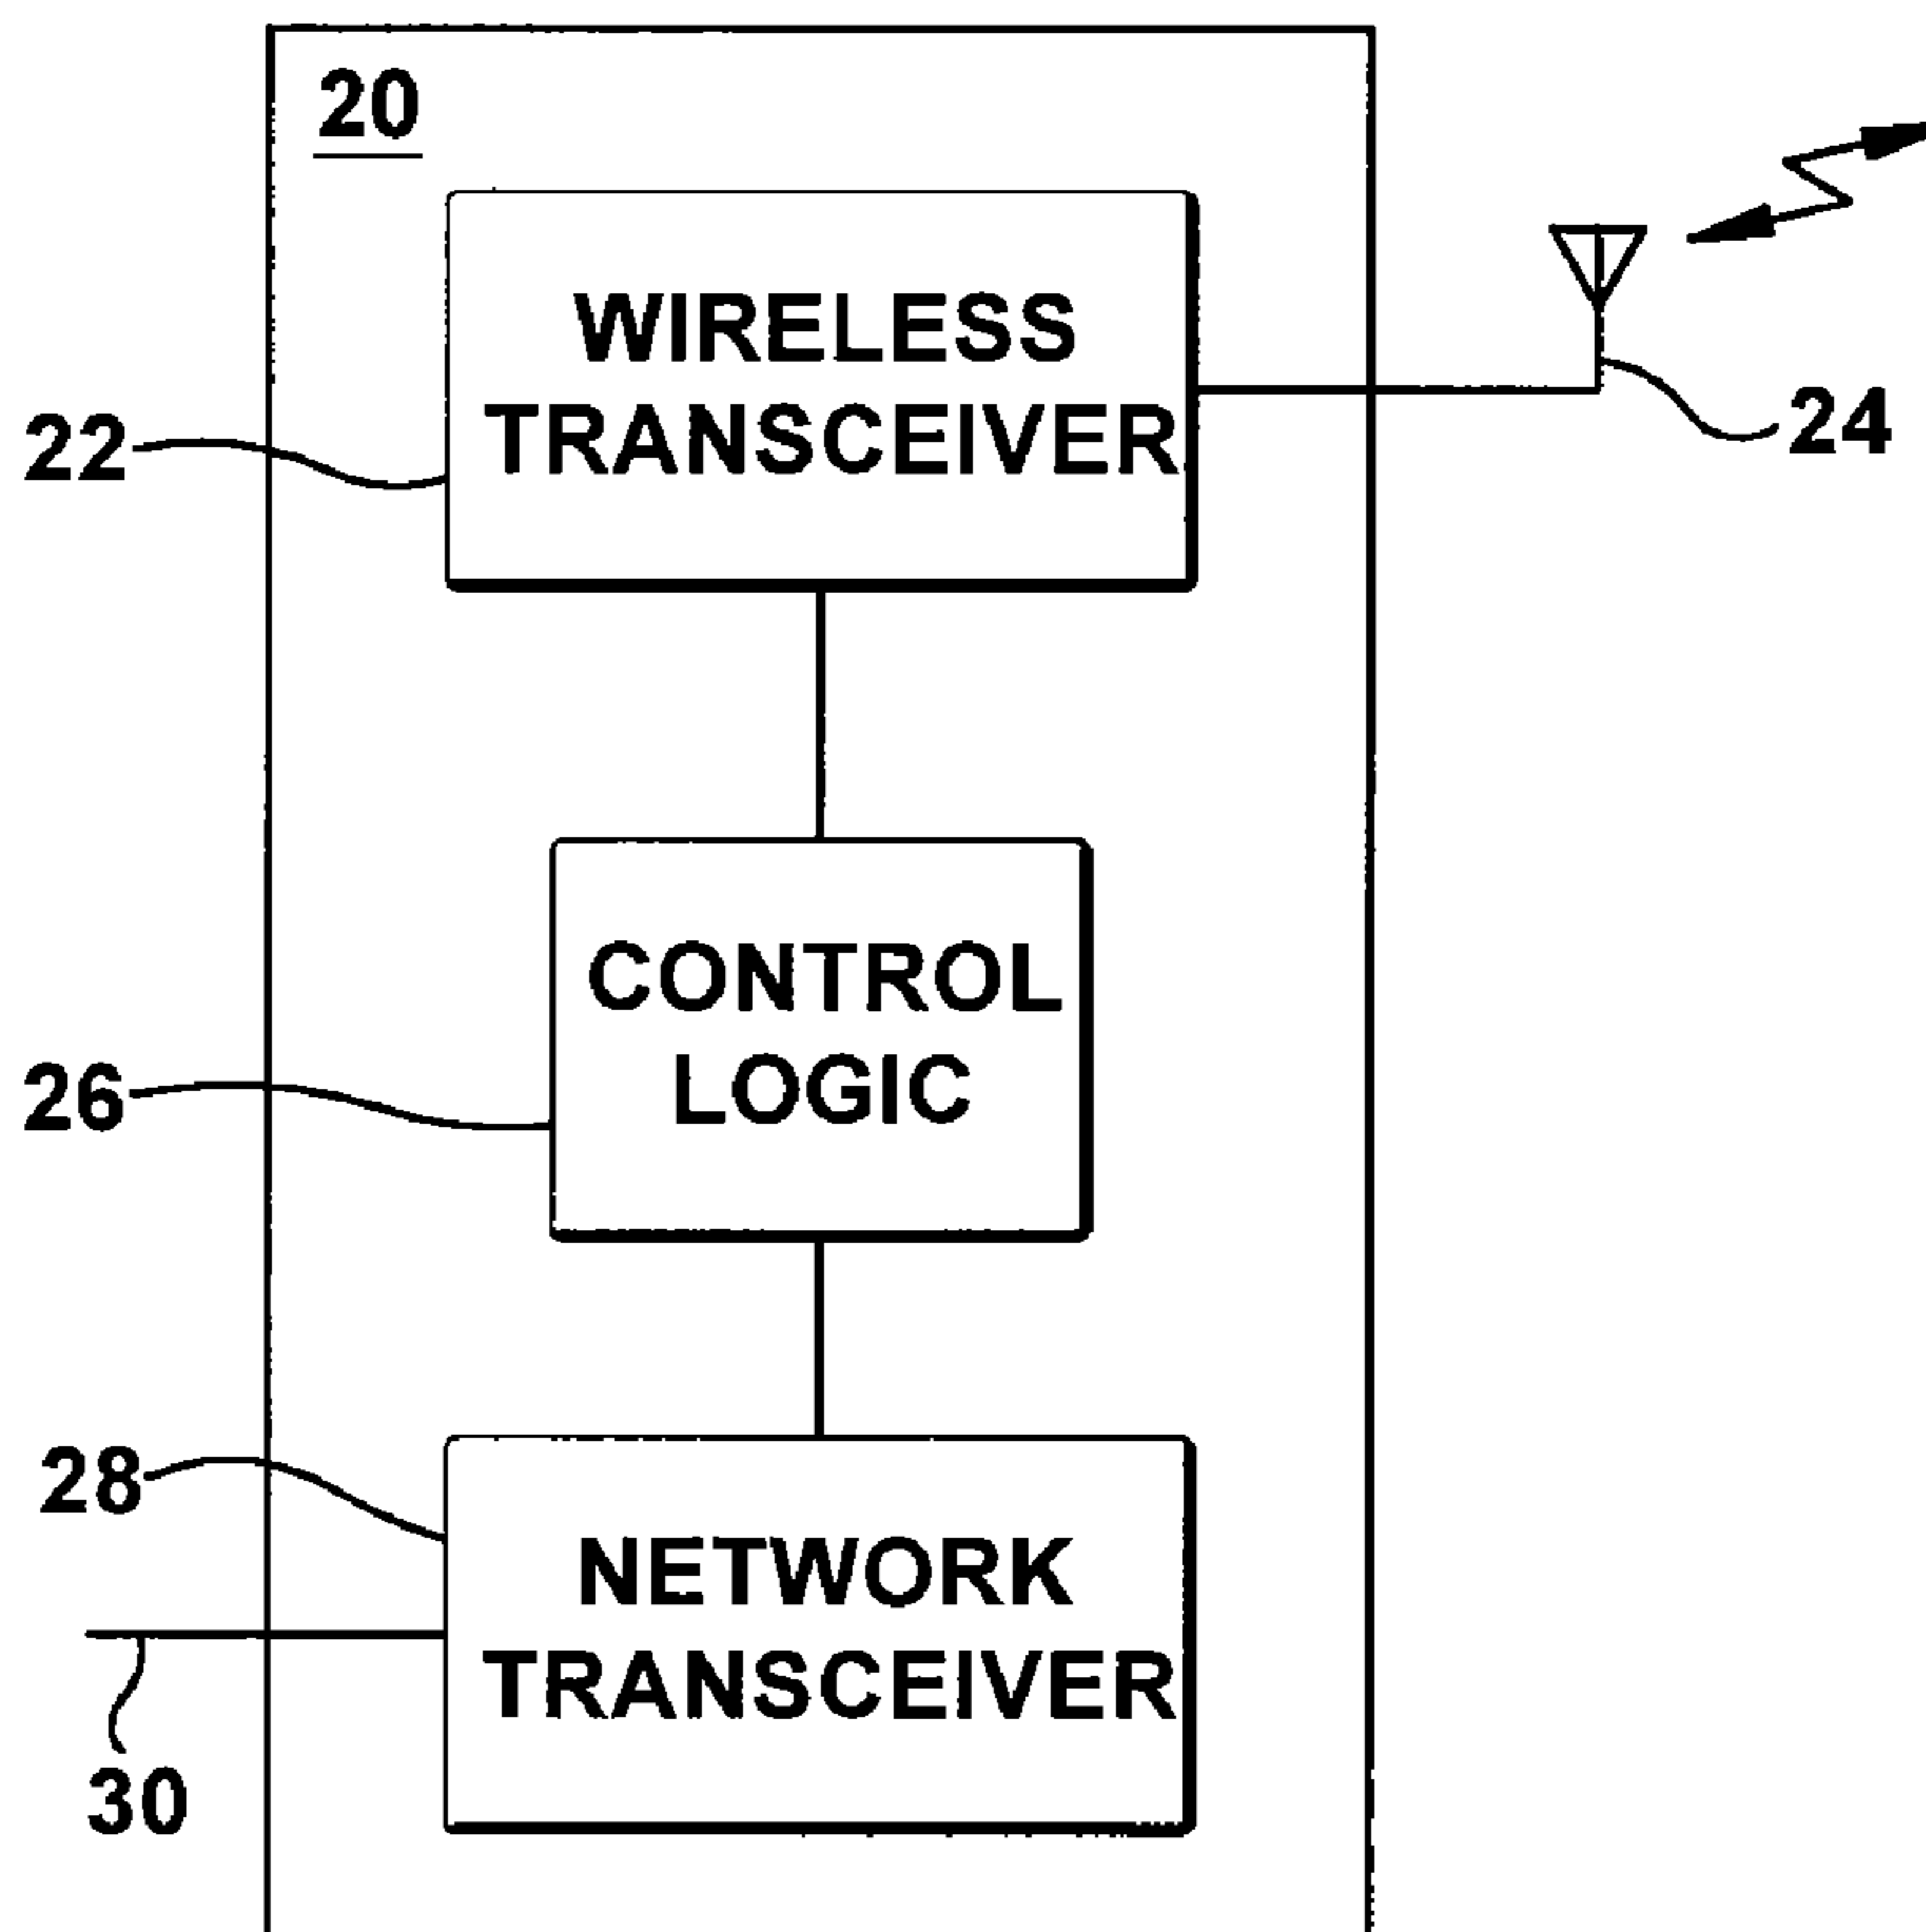 20
WIRELESS
TRANSCEIVER
22
24
CONTROL
LOGIC
26
28
NETWORK
TRANSCEIVER
30